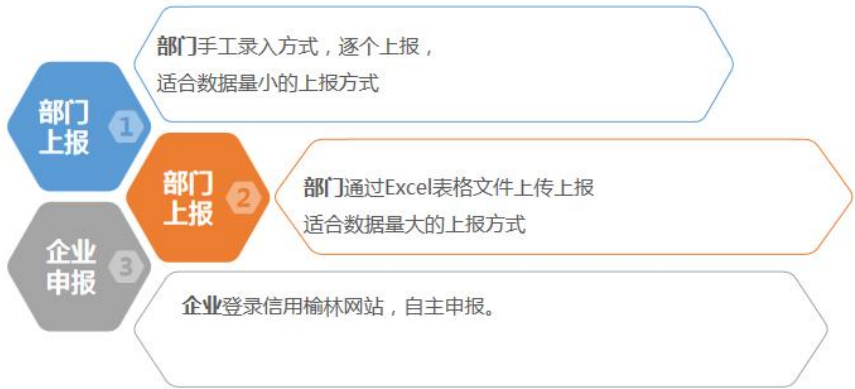 部门手工录入方式，逐个上报，
适合数据量小的上报方式
部门
上报
1
部门
上报
2
部门通过Excel表格文件上传上报
适合数据量大的上报方式
企业
申报
3
企业登录信用榆林网站，自主申报。